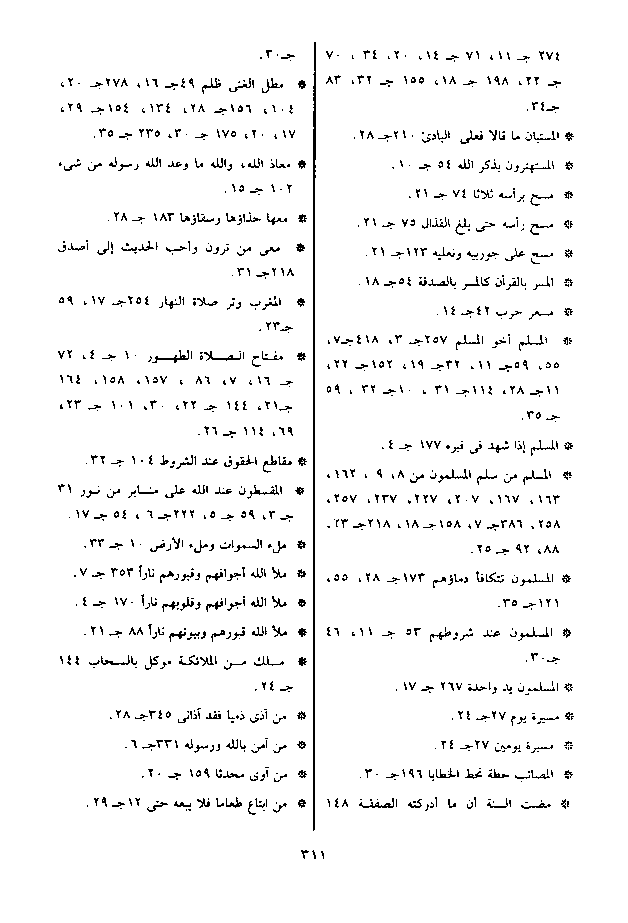 ٢٧٤ جـ ١١، ٧١ جـ ١٤، ٢٠، ٣٤ ، ٧٠
جـ ٢٢، ١٩٨ جـ ١٨، ١٥٥ جـ ٣٢، ٨٣
جـ٣٤.
* المستبان ما قالا فعلى البادئ ٢١٠جـ ٢٨.
* المستهترون بذكر الله ٥٤ جـ ١٠.
* مسح برأسه ثلاثا ٧٤ جـ ٢١.
* مسح رأسه حتى بلغ القذال ٧٥ جـ ٢١.
* مسح على جوربيه ونعليه ١٢٣جـ ٢١.
* المسر بالقرآن كالمسر بالصدقة ٥٤جـ ١٨.
* مسعر حرب ٤٢جـ ١٤.
* المسلم أخو المسلم ٢٥٧جـ ٣، ٤١٨جـ٧،
٥٥، ٥٩جـ ١١، ٣٢جـ ١٩، ١٥٢جـ ٢٢،
١١جـ ٢٨، ١١٤جـ ٣١ ، ١٠جـ ٣٢ ، ٥٩
جـ ٣٥.
* المسلم إذا شهد فى قبره ١٧٧ جـ ٤.
* المسلم من سلم المسلمون من ٨، ٩ ، ١٦٢،
١٦٣، ١٦٧، ٢٠٧، ٢٢٧، ٢٣٧، ٢٥٧،
٢٥٨، ٣٨٦جـ ٧، ١٥٨جـ ١٨، ٢١٨جـ
٨٨، ٩٢ جـ ٢٥.
* المسلمون تتكافأ دماؤهم ١٧٣جـ ٢٨، ٥٥،
١٢١جـ ٣٥.
* المسلمون عند شروطهم ٥٣ جـ ١١، ٤٦
جـ٣٠.
* المسلمون يد واحدة ٢٦٧ جـ ١٧.
* مسيرة يوم ٢٧جـ ٢٤.
* مسيرة يومين ٢٧جـ ٢٤.
* المصائب حطة تحط الخطايا ١٩٦جـ ٣٠.
* مضت السنة أن ما أدركته الصفقة ١٤٨
جـ٣٠.
* مطل الغنى ظلم ٤٩جـ ١٦، ٢٧٨جـ ٢٠،
١٠٤، ١٥٦جـ ٢٨، ١٣٤، ١٥٤جـ ٢٩،
١٧، ٢٠، ١٧٥ جـ ٣٠، ٢٣٥ جـ ٣٥.
* معاذ الله، والله ما وعد الله رسوله من شىء
١٠٢ جـ ١٥.
* معها حذاؤها وسقاؤها ١٨٣ جـ ٢٨.
* معى من ترون وأحب الحديث إلى أصدق
٢١٨جـ ٣١.
* المغرب وتر صلاة النهار ٢٥٤جـ ١٧، ٥٩
جـ٢٣.
* مفتاح الصلاة الطهور ١٠ جـ ٤، ٧٢
جـ ١٦، ٧، ٨٦ ، ١٥٧، ١٥٨، ١٦٤
جـ٢١، ١٤٤ جـ ٢٢، ٣٠، ١٠١ جـ ٢٣،
٦٩، ١١٤ جـ ٢٦.
* مقاطع الحقوق عند الشروط ١٠٤ جـ ٣٢.
* المقسطون عند الله على منابر من نور ٣١
جـ ٣، ٥٩ جـ ٥، ٢٢٢جـ ٦ ، ٥٤ جـ ١٧.
* ملء السموات وملء الأرض ١٠ جـ ٣٣.
* ملأ الله أجوافهم وقبورهم ناراً ٣٥٣ جـ ٧.
* ملأ الله أجوافهم وقلوبهم ناراً ١٧٠ جـ ٤.
* ملأ الله قبورهم وبيوتهم ناراً ٨٨ جـ ٢١.
* ملك من الملائكة موكل بالسحاب ١٤٤
جـ ٢٤.
* من آذى ذميا فقد آذانى ٣٤٥جـ ٢٨.
* من آمن بالله ورسوله ٣٣١جـ ٦.
* من آوى محدثا ١٥٩ جـ ٢٠.
* من ابتاع طعاما فلا يبعه حتى ١٢جـ ٢٩.
٣١١